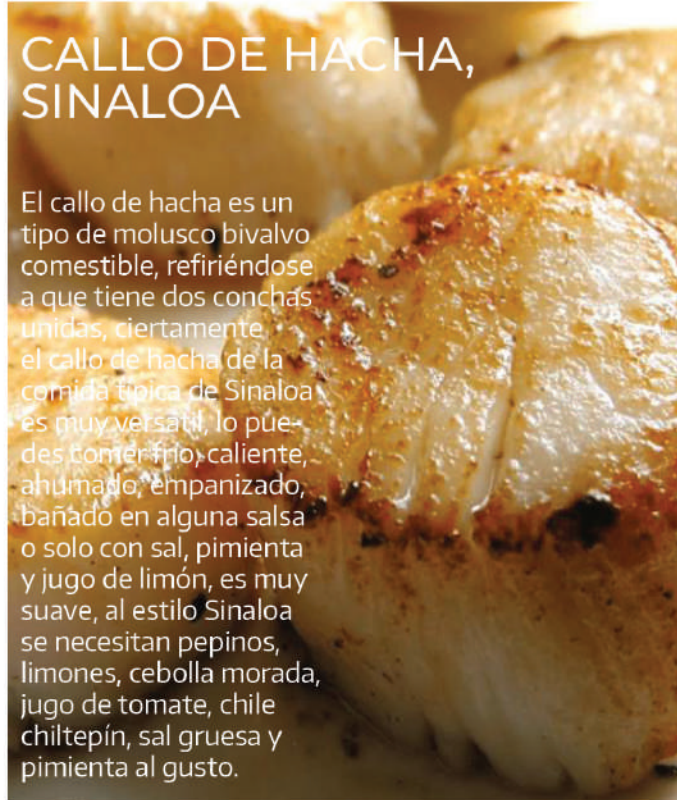 CALLO DE HACHA,
SINALOA
El callo de hacha es un
tipo de molusco bivalvo
comestible, refiriéndose
a que tiene dos conchas
unidas, ciertamente
el callo de hacha de la
comida típica de Sinaloa
es muy versátil, lo pue-
des comer frío, caliente,
ahumado, empanizado,
bañado en alguna salsa
o solo con sal, pimienta
y jugo de limón, es muy
suave, al estilo Sinaloa
se necesitan pepinos,
limones, cebolla morada,
jugo de tomate, chile
chiltepín, sal gruesa y
pimienta al gusto.